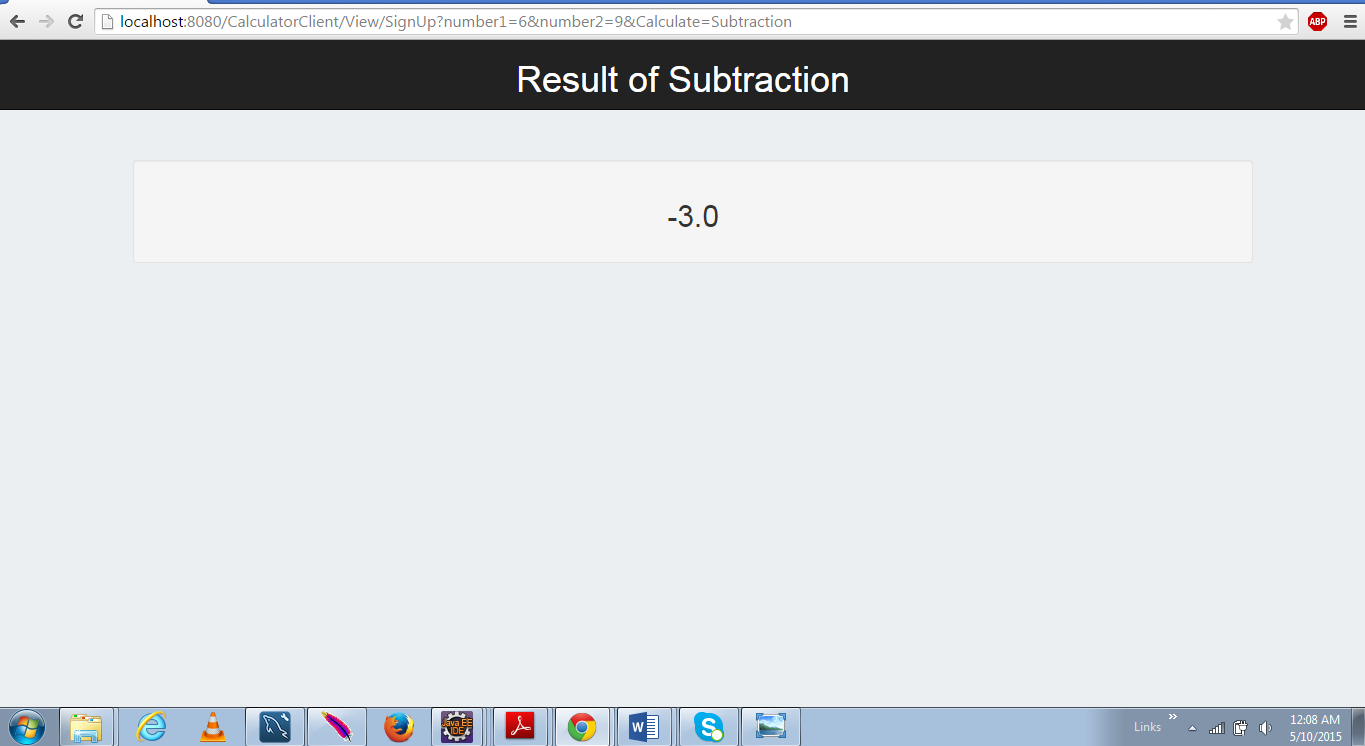 localhost:8080/CalculatorClient/View/SignUp?number1=6&number2=9&Calculate=Subtraction
ABP
Result of Subtraction
-3.0
Java EE
IDE
Links
12:08 AM
5/10/2015